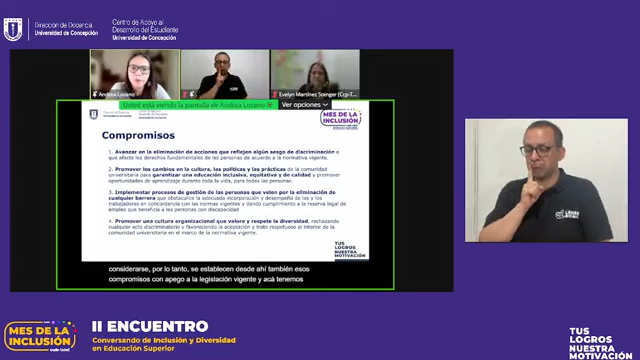 Dirección de Docencia
Universidad de Concepción
Centro de Apoyo al
Desarrollo del Estudiante
Universidad de Concepción
Andrea Lozano
Evelyn Martínez Stenger (Crp-T...
Usted está viendo la pantalla de Andrea Lozano
Ver opciones
MES DE LA
INCLUSIÓN
Compromisos
1. Avanzar en la eliminación de acciones que reflejen algún sesgo de discriminación o
que afecte los derechos fundamentales de las personas de acuerdo a la normativa vigente.
2. Promover los cambios en la cultura, las políticas y las prácticas de la comunidad
universitaria para garantizar una educación inclusiva, equitativa y de calidad y promover
oportunidades de aprendizaje durante toda la vida, para todas las personas.
3. Implementar procesos de gestión de las personas que velen por la eliminación de
cualquier barrera que obstaculice la adecuada incorporación y desempeño de las y los
trabajadores en concordancia con las normas vigentes y dando cumplimiento a la reserva legal de
empleo que beneficia a las personas con discapacidad
4. Promover una cultura organizacional que valore y respete la diversidad, rechazando
cualquier acto discriminatorio y favoreciendo la aceptación y trato respetuoso al interior de la
comunidad universitaria en el marco de la normativa vigente.
TUS
LOGROS
NUESTRA
MOTIVACIÓN
considerarse, por lo tanto, se establecen desde ahí también esos
compromisos con apego a la legislación vigente y acá tenemos
MES DE LA
INCLUSIÓN
II ENCUENTRO
Conversando de Inclusión y Diversidad
en Educación Superior
TUS
LOGROS
NUESTRA
MOTIVACIÓN